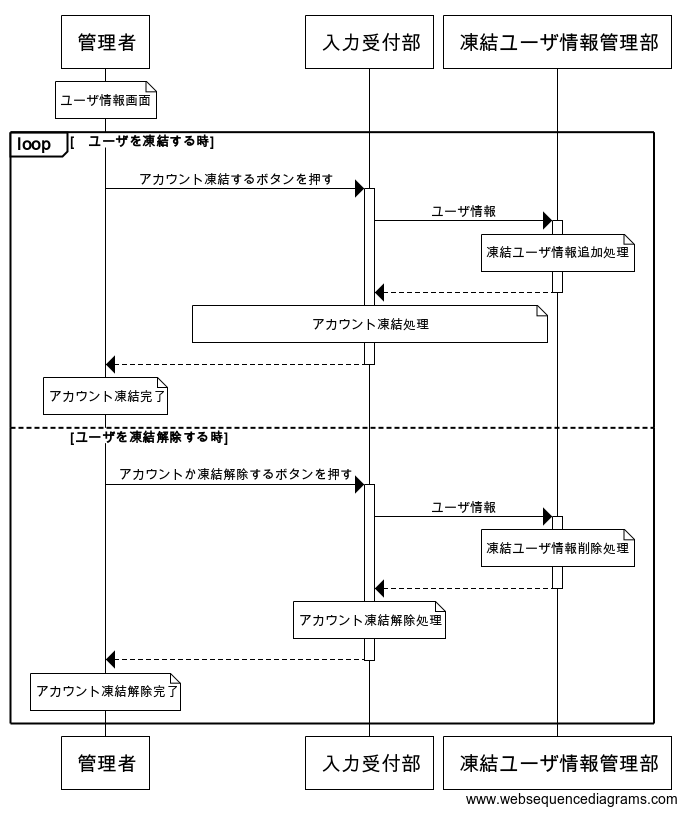 管理者
入力受付部
凍結ユーザ情報管理部
ユーザ情報画面
loop
[ ユーザを凍結する時]
アカウント凍結するボタンを押す
ユーザ情報
凍結ユーザ情報追加処理
アカウント凍結処理
アカウント凍結完了
[ユーザを凍結解除する時]
アカウントか凍結解除するボタンを押す
ユーザ情報
凍結ユーザ情報削除処理
アカウント凍結解除処理
アカウント凍結解除完了
管理者
入力受付部
凍結ユーザ情報管理部
www.websequencediagrams.com